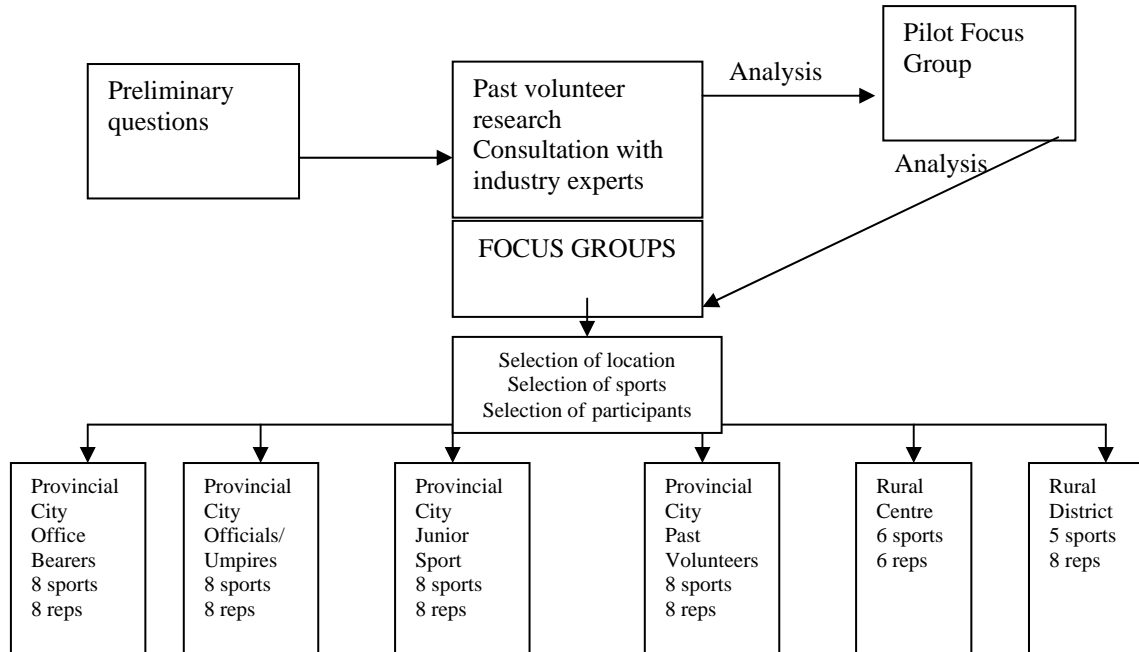 Preliminary
questions
Past volunteer
research
Consultation with
industry experts
Analysis
Pilot Focus
Group
Analysis
FOCUS GROUPS
Selection of location
Selection of sports
Selection of participants
Provincial
City
Office
Bearers
8 sports
8 reps
Provincial
City
Officials/
Umpires
8 sports
8 reps
Provincial
City
Junior
Sport
8 sports
8 reps
Provincial
City
Past
Volunteers
8 sports
8 reps
Rural
Centre
6 sports
6 reps
Rural
District
5 sports
8 reps